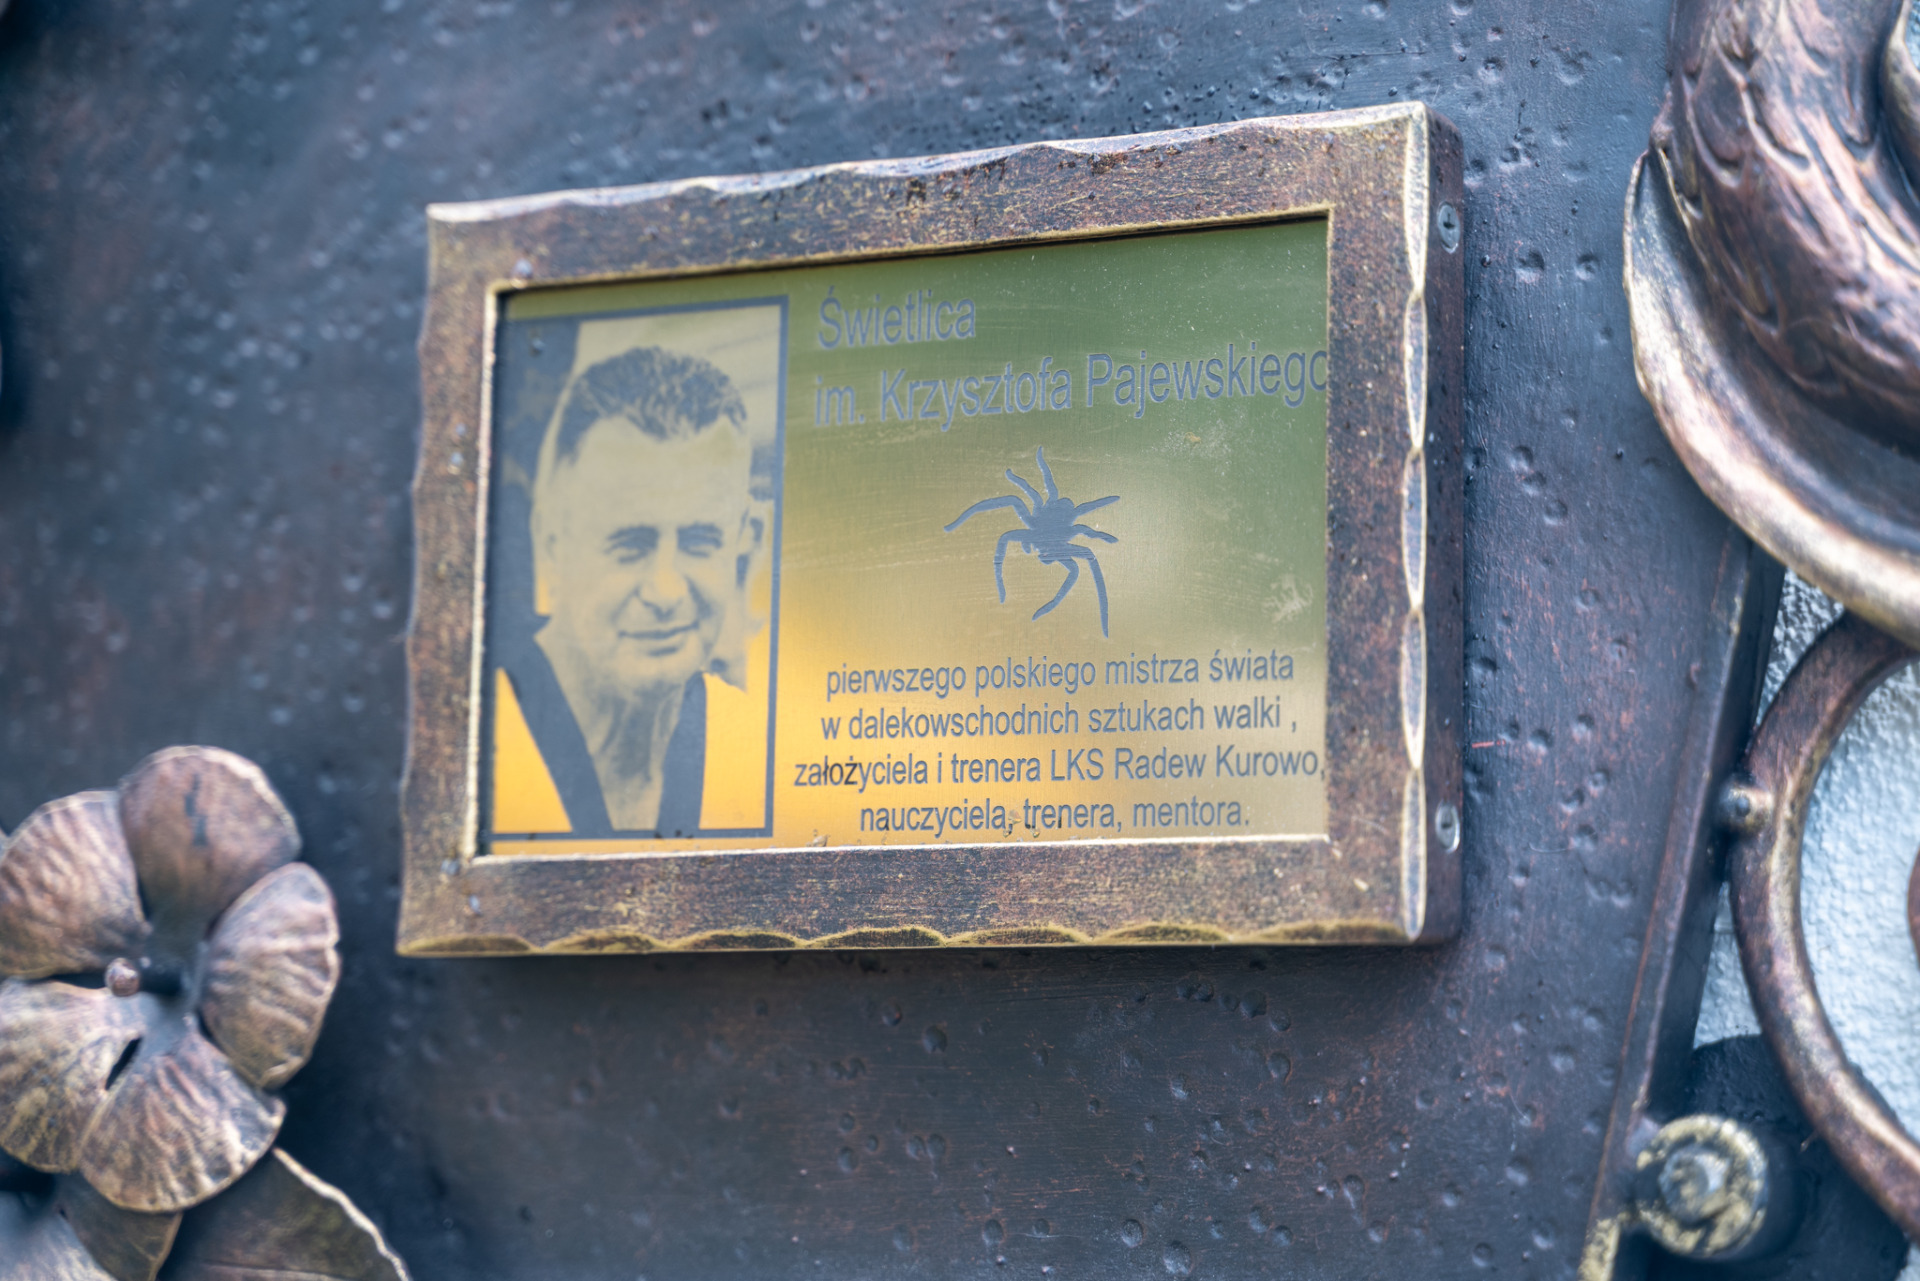 Świetlica
im. Krzysztofa Pajewskiego
pierwszego polskiego mistrza świata
w dalekowschodnich sztukach walki ,
założyciela i trenera LKS Radew Kurowo,
nauczyciela, trenera, mentora.